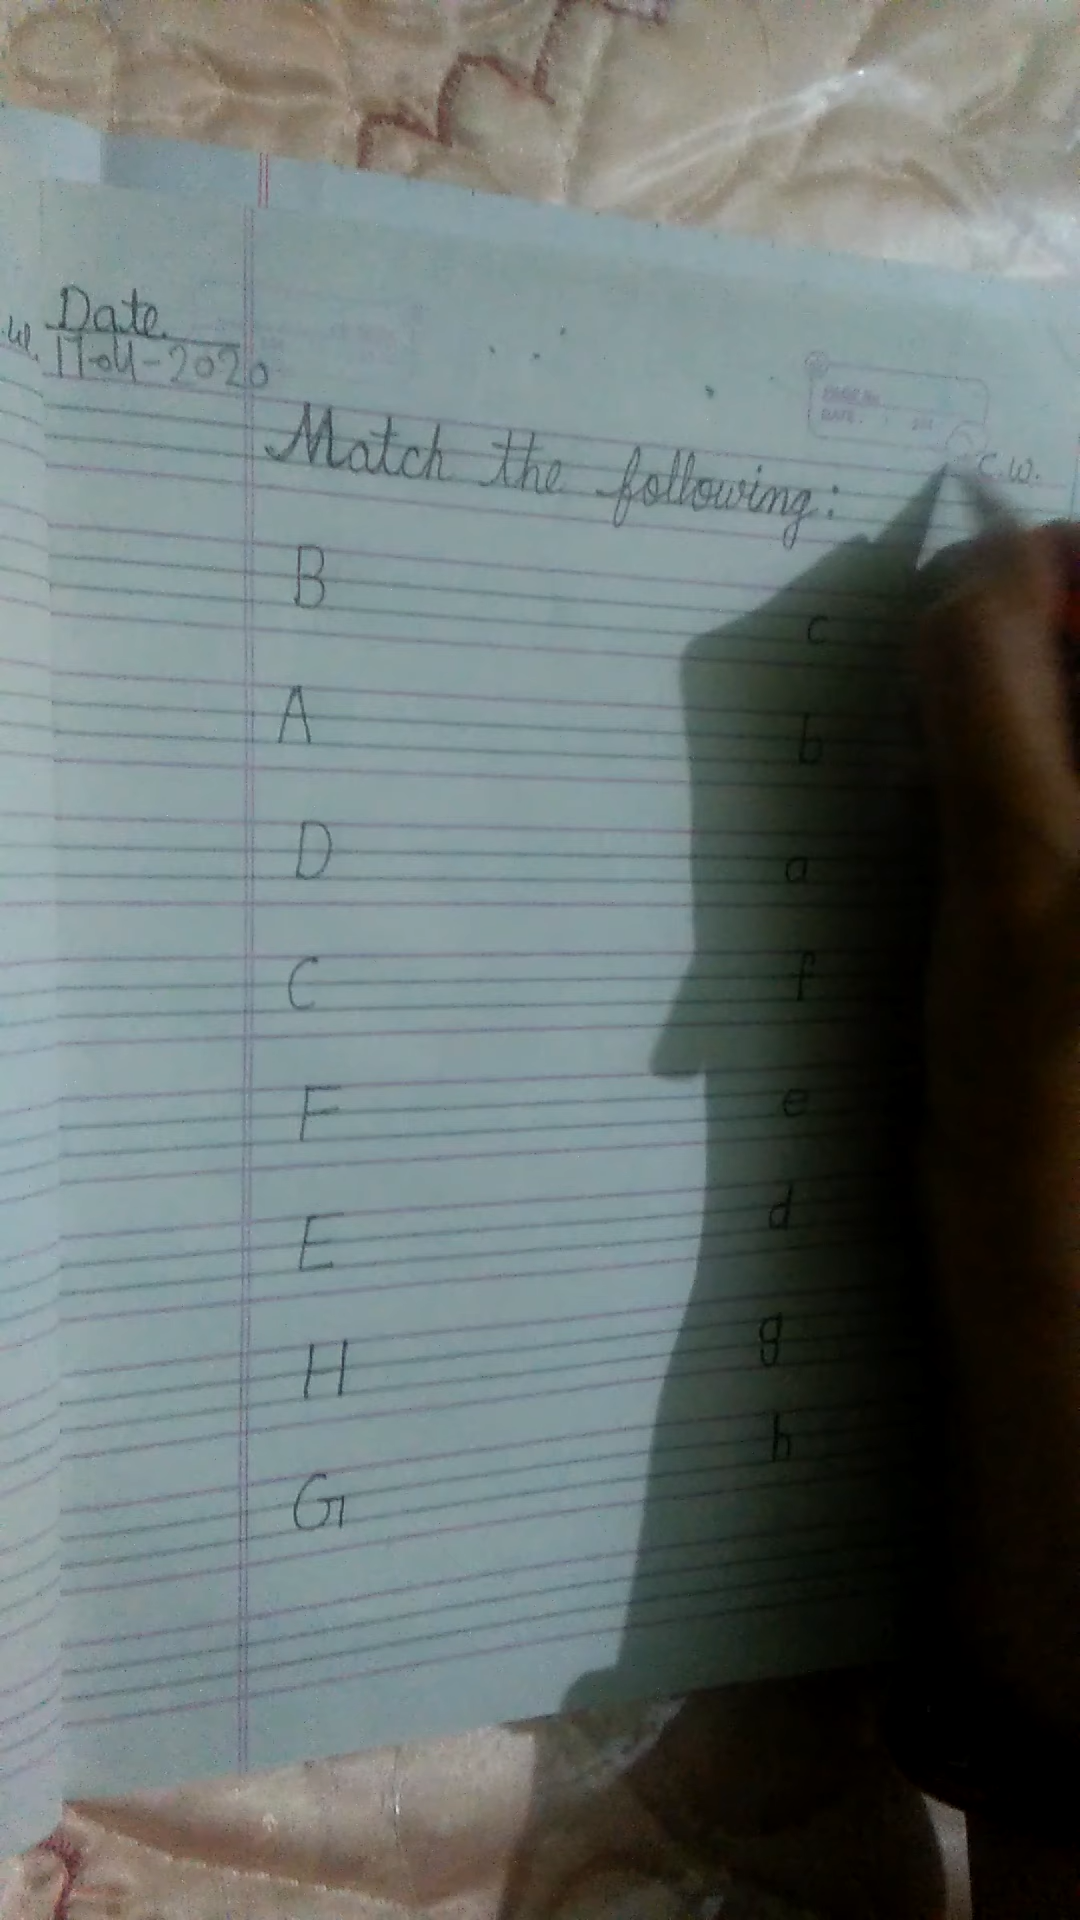 Date
17-04-2020
Match the following:
C.W.
B
c
A
b
D
a
C
f
F
e
E
d
H
g
G
h